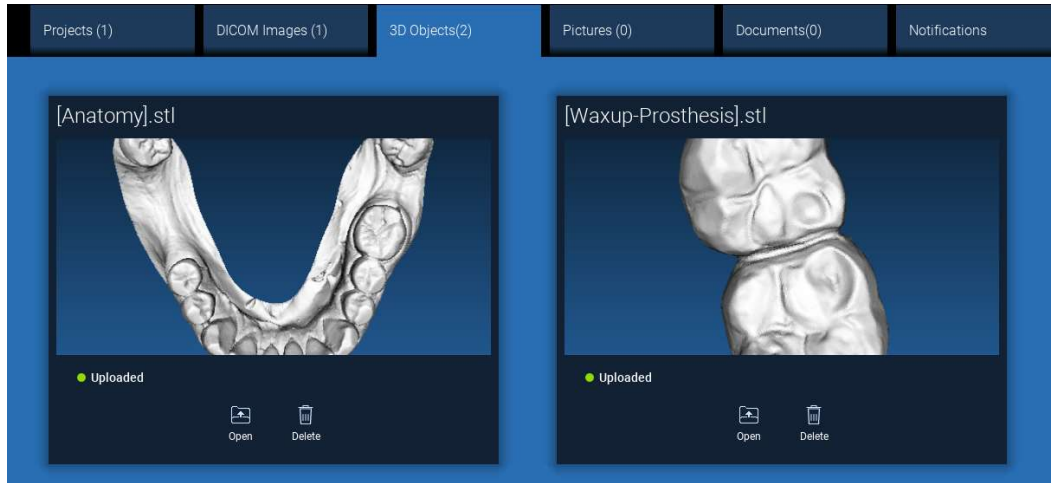 Projects (1)
DICOM Images (1)
3D Objects(2)
Pictures (0)
Documents(0)
Notifications
[Anatomy].stl
Uploaded
Open
Delete
[Waxup-Prosthesis].stl
Uploaded
Open
Delete